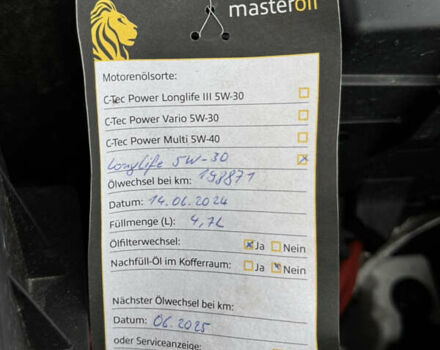 masteroil
Motorenölsorte:
C-Tec Power Longlife III 5W-30
C-Tec Power Vario 5W-30
C-Tec Power Multi 5W-40
Longlife 5W-30
Ölwechsel bei km: 198871
Datum: 14.06.2024
Füllmenge (L): 4,7L
Ölfilterwechsel: Ja Nein
Nachfüll-Öl im Kofferraum: Ja Nein
Nächster Ölwechsel bei km:
Datum: 06.2025
oder Serviceanzeige: